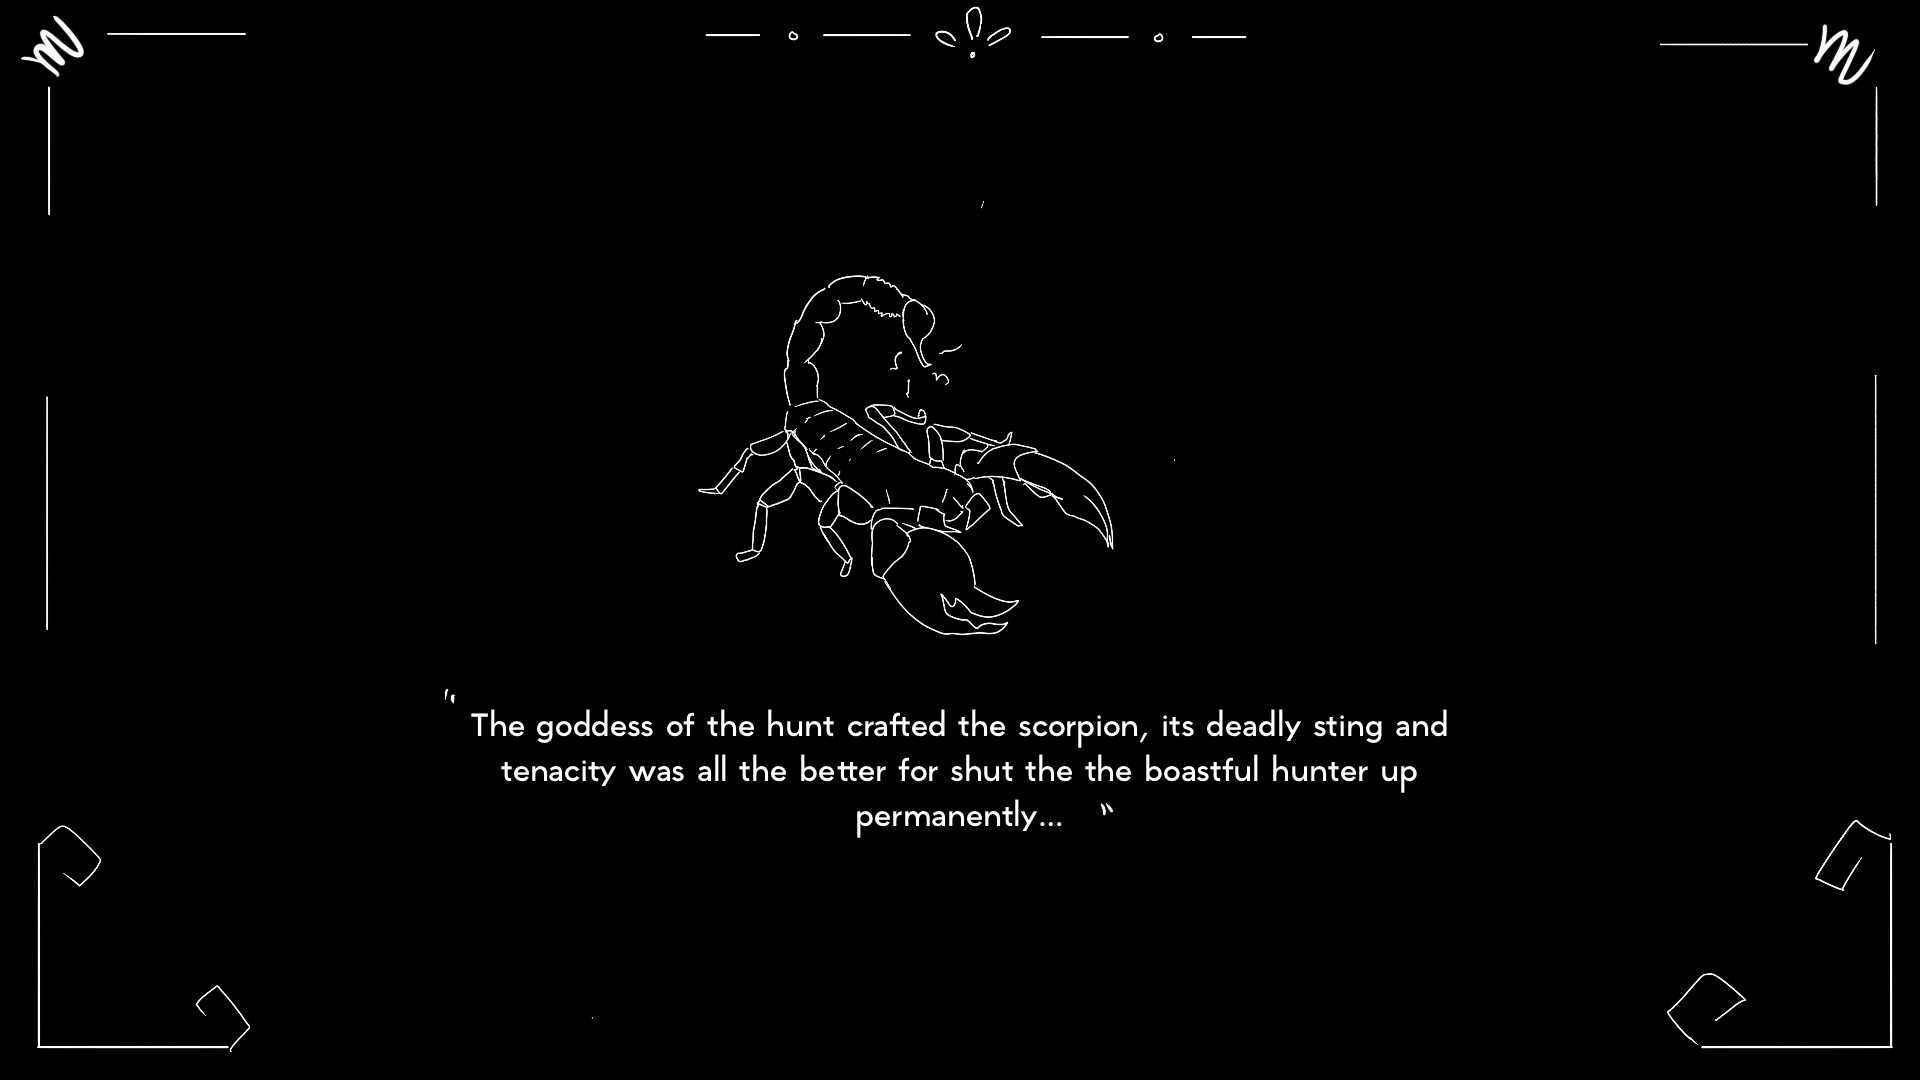 "The goddess of the hunt crafted the scorpion, its deadly sting and
tenacity was all the better for shut the the boastful hunter up
permanently... "